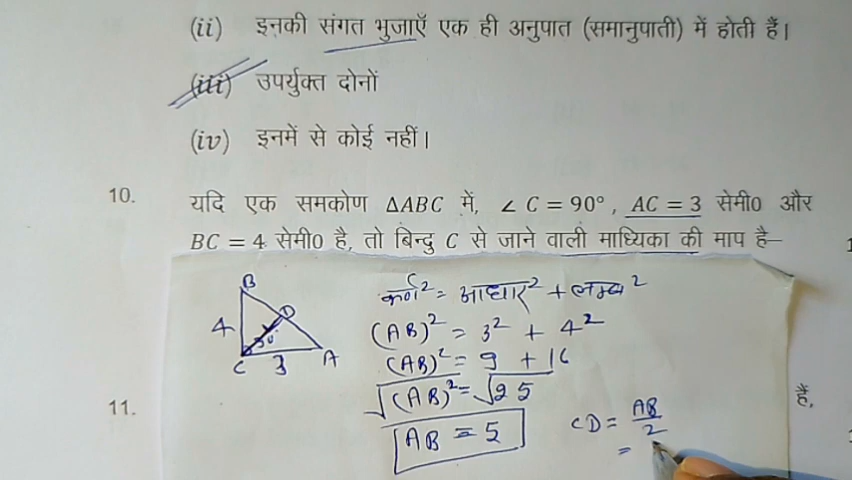 (ii) इनकी संगत भुजाएँ एक ही अनुपात (समानुपाती) में होती हैं।
(iii) उपर्युक्त दोनों
(iv) इनमें से कोई नहीं।
10. यदि एक समकोण ΔABC में, ∠ C = 90°, AC = 3 सेमी0 और
BC = 4 सेमी0 है, तो बिन्दु C से जाने वाली माध्यिका की माप है–
B
D
4
C 3 A
कर्ण² = आधार² + लम्ब²
(AB)² = 3² + 4²
(AB)² = 9 + 16
√(AB)² = √25
AB = 5
CD = AB/2
=
11.
हैं,